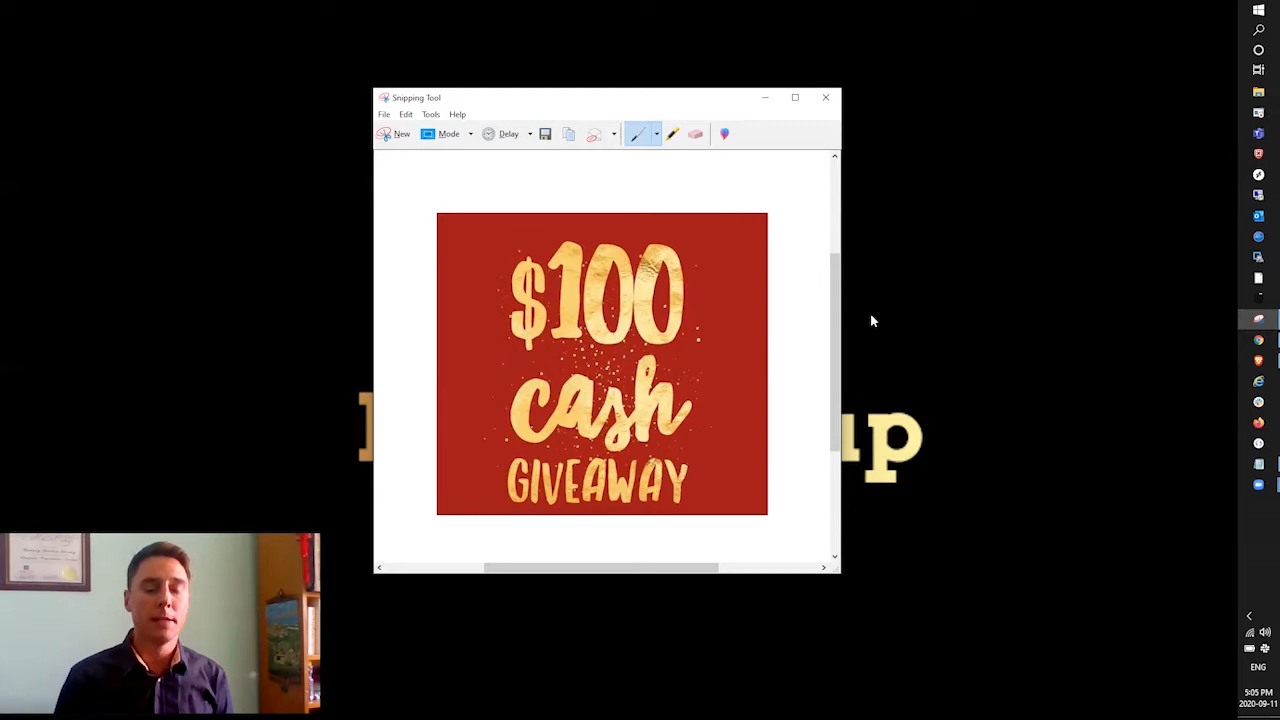 Snipping Tool
File Edit Tools Help
New Mode Delay
$100
cash
GIVEAWAY
up
ENG
5:05 PM
2020-09-11